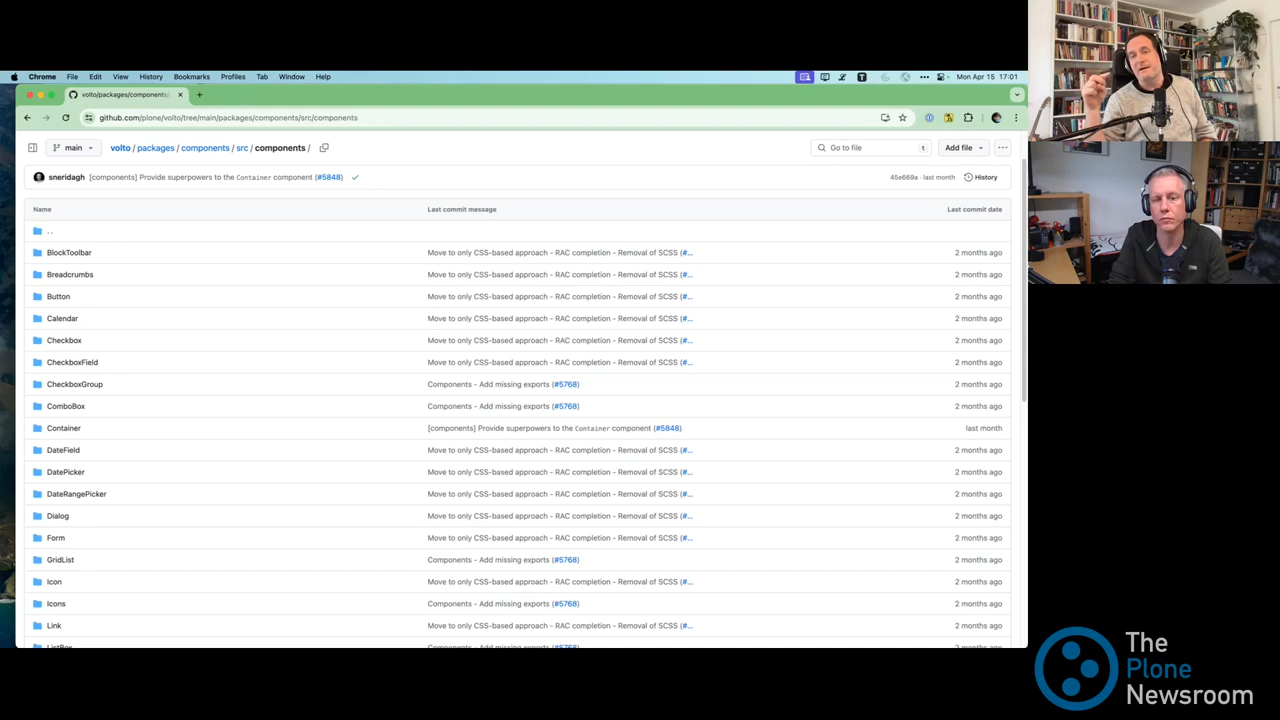 Chrome File Edit View History Bookmarks Profiles Tab Window Help Mon Apr 15 17:01
volto/packages/components/
github.com/plone/volto/tree/main/packages/components/src/components
main volto / packages / components / src / components / Go to file t Add file
sneridagh [components] Provide superpowers to the Container component (#5848) 45e669a · last month History
Name Last commit message Last commit date
..
BlockToolbar Move to only CSS-based approach - RAC completion - Removal of SCSS (#... 2 months ago
Breadcrumbs Move to only CSS-based approach - RAC completion - Removal of SCSS (#... 2 months ago
Button Move to only CSS-based approach - RAC completion - Removal of SCSS (#... 2 months ago
Calendar Move to only CSS-based approach - RAC completion - Removal of SCSS (#... 2 months ago
Checkbox Move to only CSS-based approach - RAC completion - Removal of SCSS (#... 2 months ago
CheckboxField Move to only CSS-based approach - RAC completion - Removal of SCSS (#... 2 months ago
CheckboxGroup Components - Add missing exports (#5768) 2 months ago
ComboBox Components - Add missing exports (#5768) 2 months ago
Container [components] Provide superpowers to the Container component (#5848) last month
DateField Move to only CSS-based approach - RAC completion - Removal of SCSS (#... 2 months ago
DatePicker Move to only CSS-based approach - RAC completion - Removal of SCSS (#... 2 months ago
DateRangePicker Move to only CSS-based approach - RAC completion - Removal of SCSS (#... 2 months ago
Dialog Move to only CSS-based approach - RAC completion - Removal of SCSS (#... 2 months ago
Form Move to only CSS-based approach - RAC completion - Removal of SCSS (#... 2 months ago
GridList Components - Add missing exports (#5768) 2 months ago
Icon Move to only CSS-based approach - RAC completion - Removal of SCSS (#... 2 months ago
Icons Components - Add missing exports (#5768) 2 months ago
Link Move to only CSS-based approach - RAC completion - Removal of SCSS (#... 2 months ago
ListBox Components - Add missing exports (#5768) 2 months ago
The
Plone
Newsroom